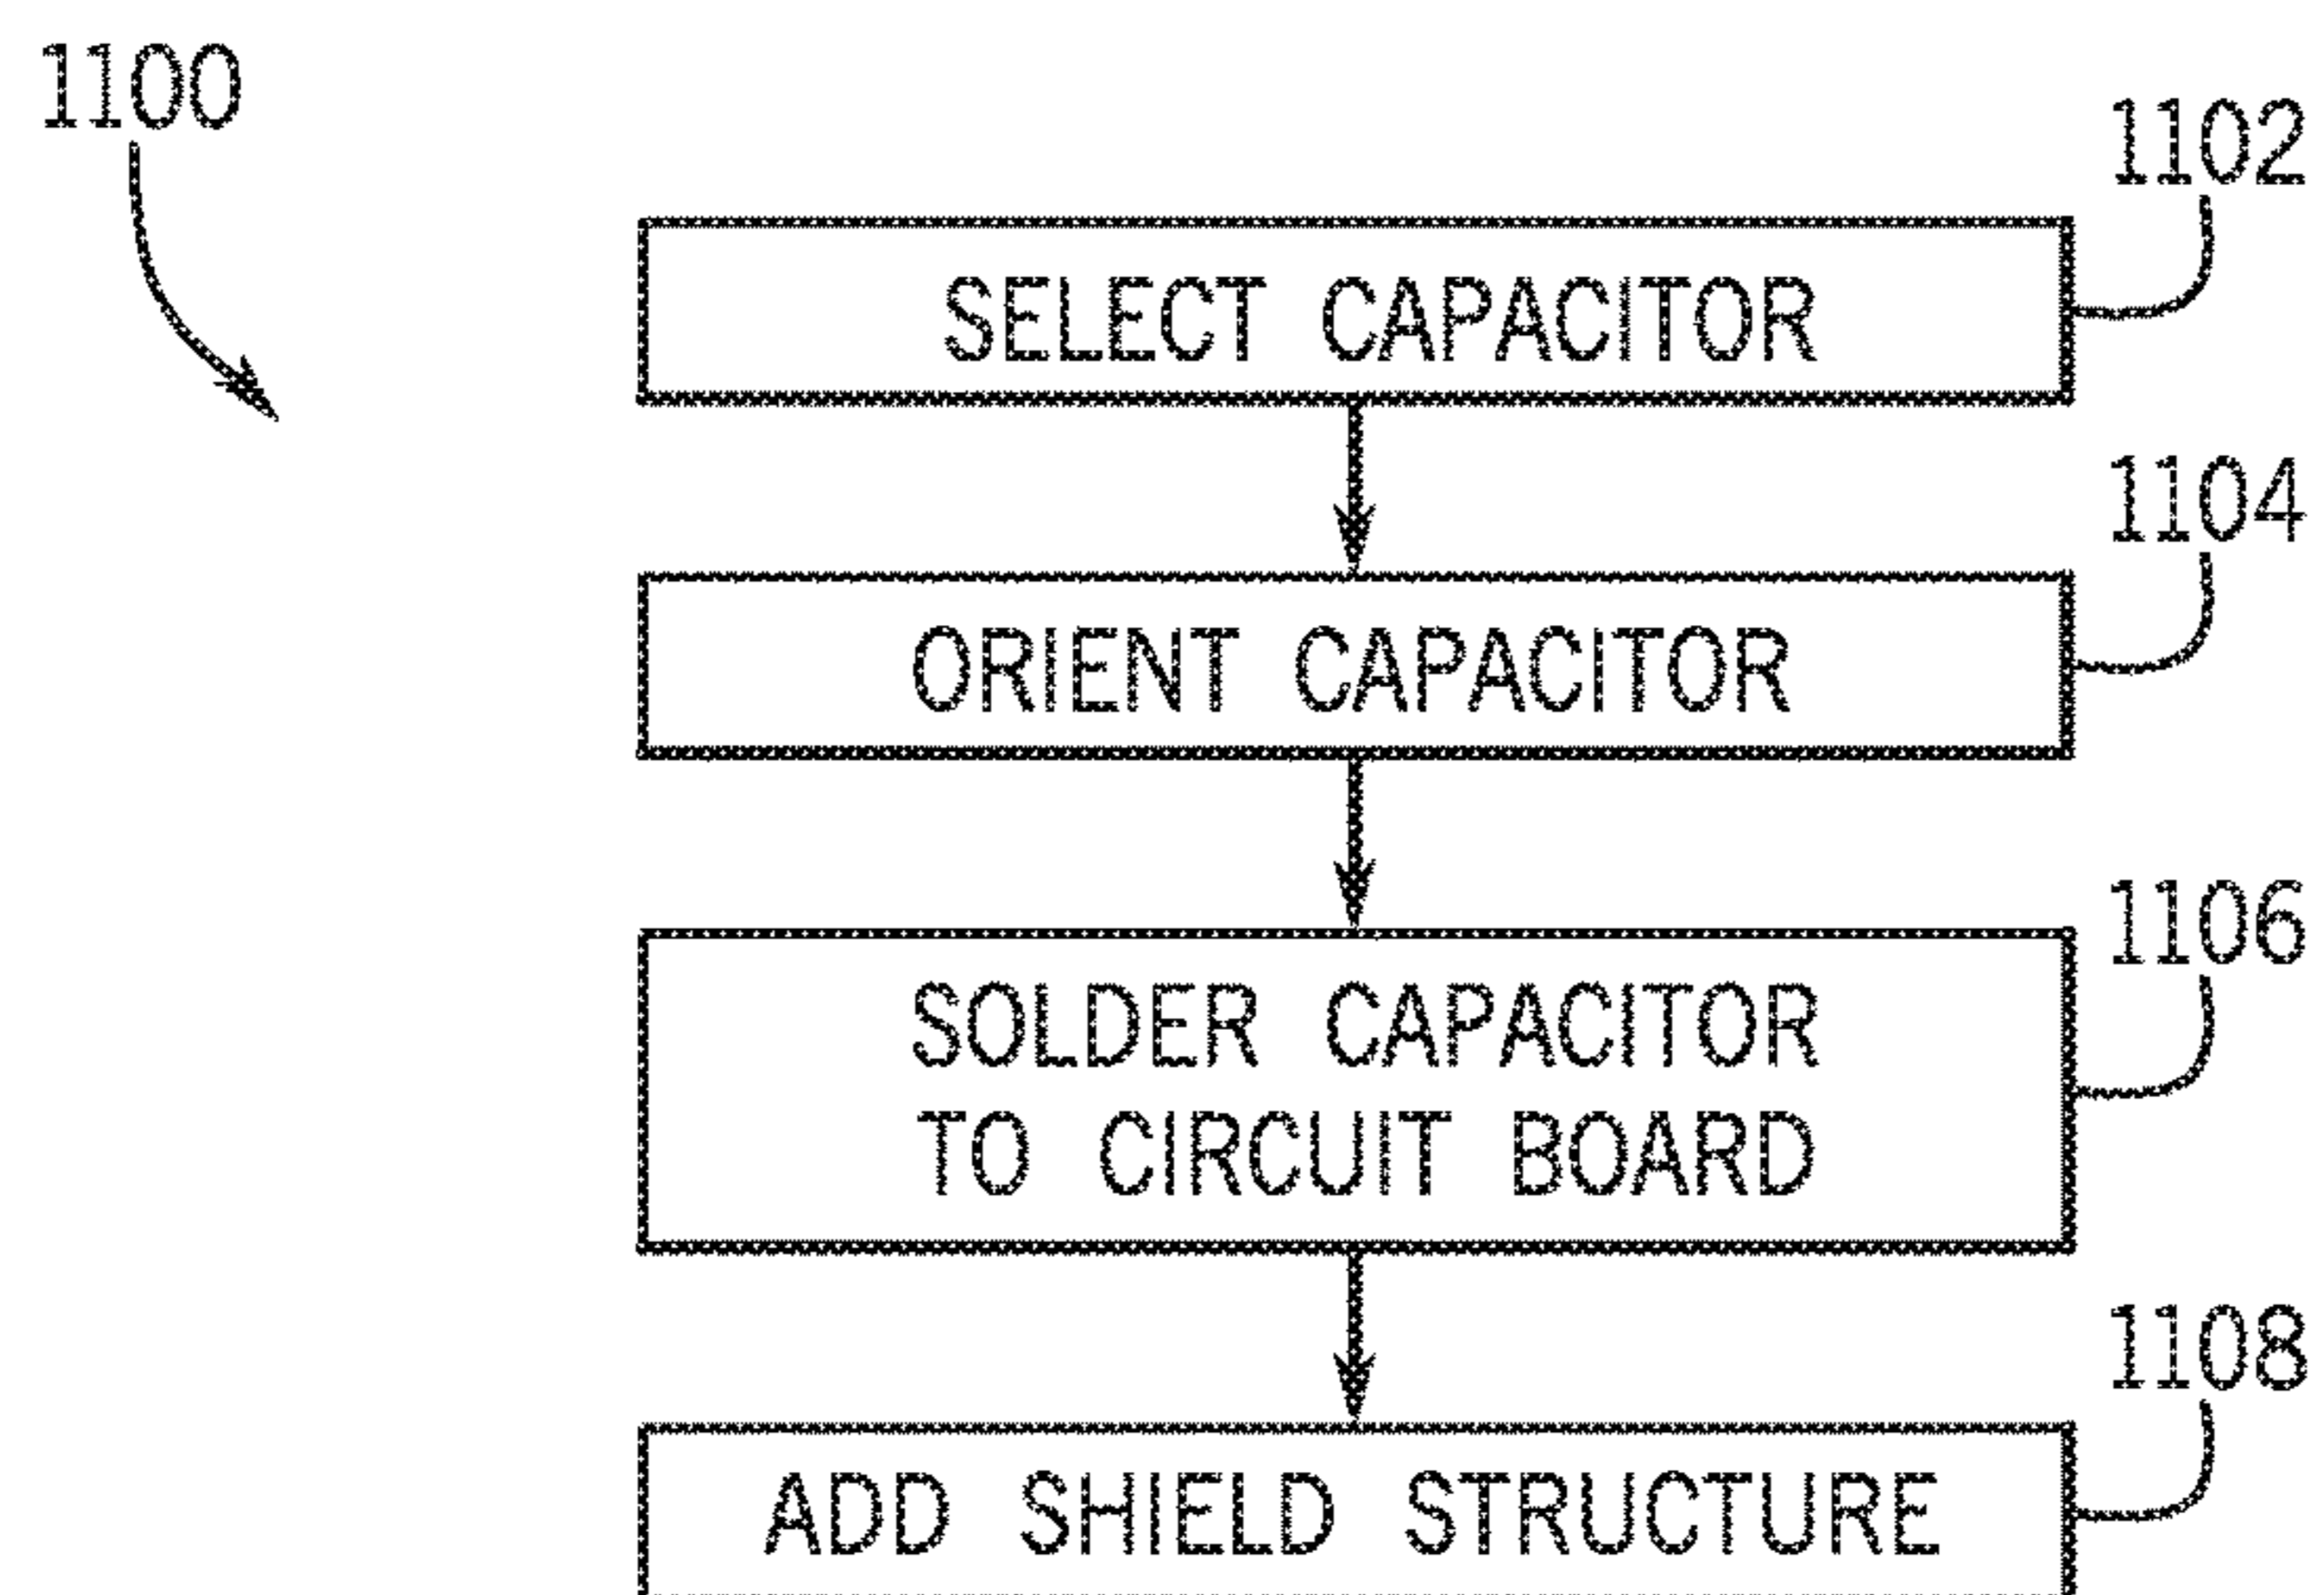 1100
1102
SELECT CAPACITOR
1104
ORIENT CAPACITOR
1106
SOLDER CAPACITOR
TO CIRCUIT BOARD
1108
ADD SHIELD STRUCTURE